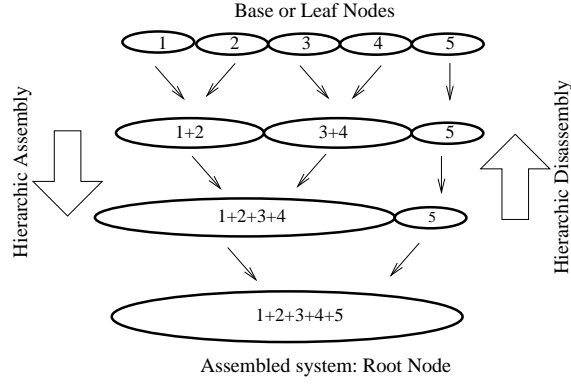 Base or Leaf Nodes
1 2 3 4 5
1+2 3+4 5
Hierarchic Assembly
Hierarchic Disassembly
1+2+3+4 5
1+2+3+4+5
Assembled system: Root Node